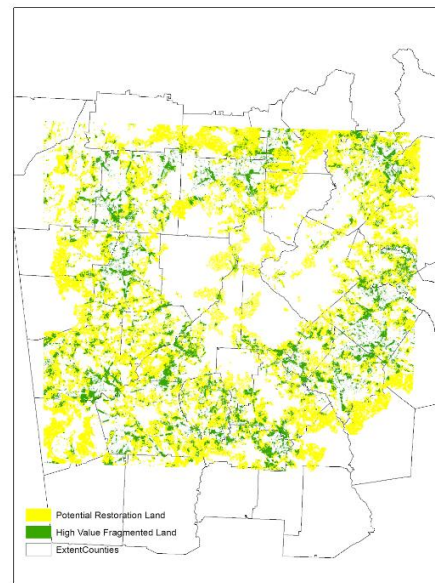 Potential Restoration Land
High Value Fragmented Land
ExtentCounties